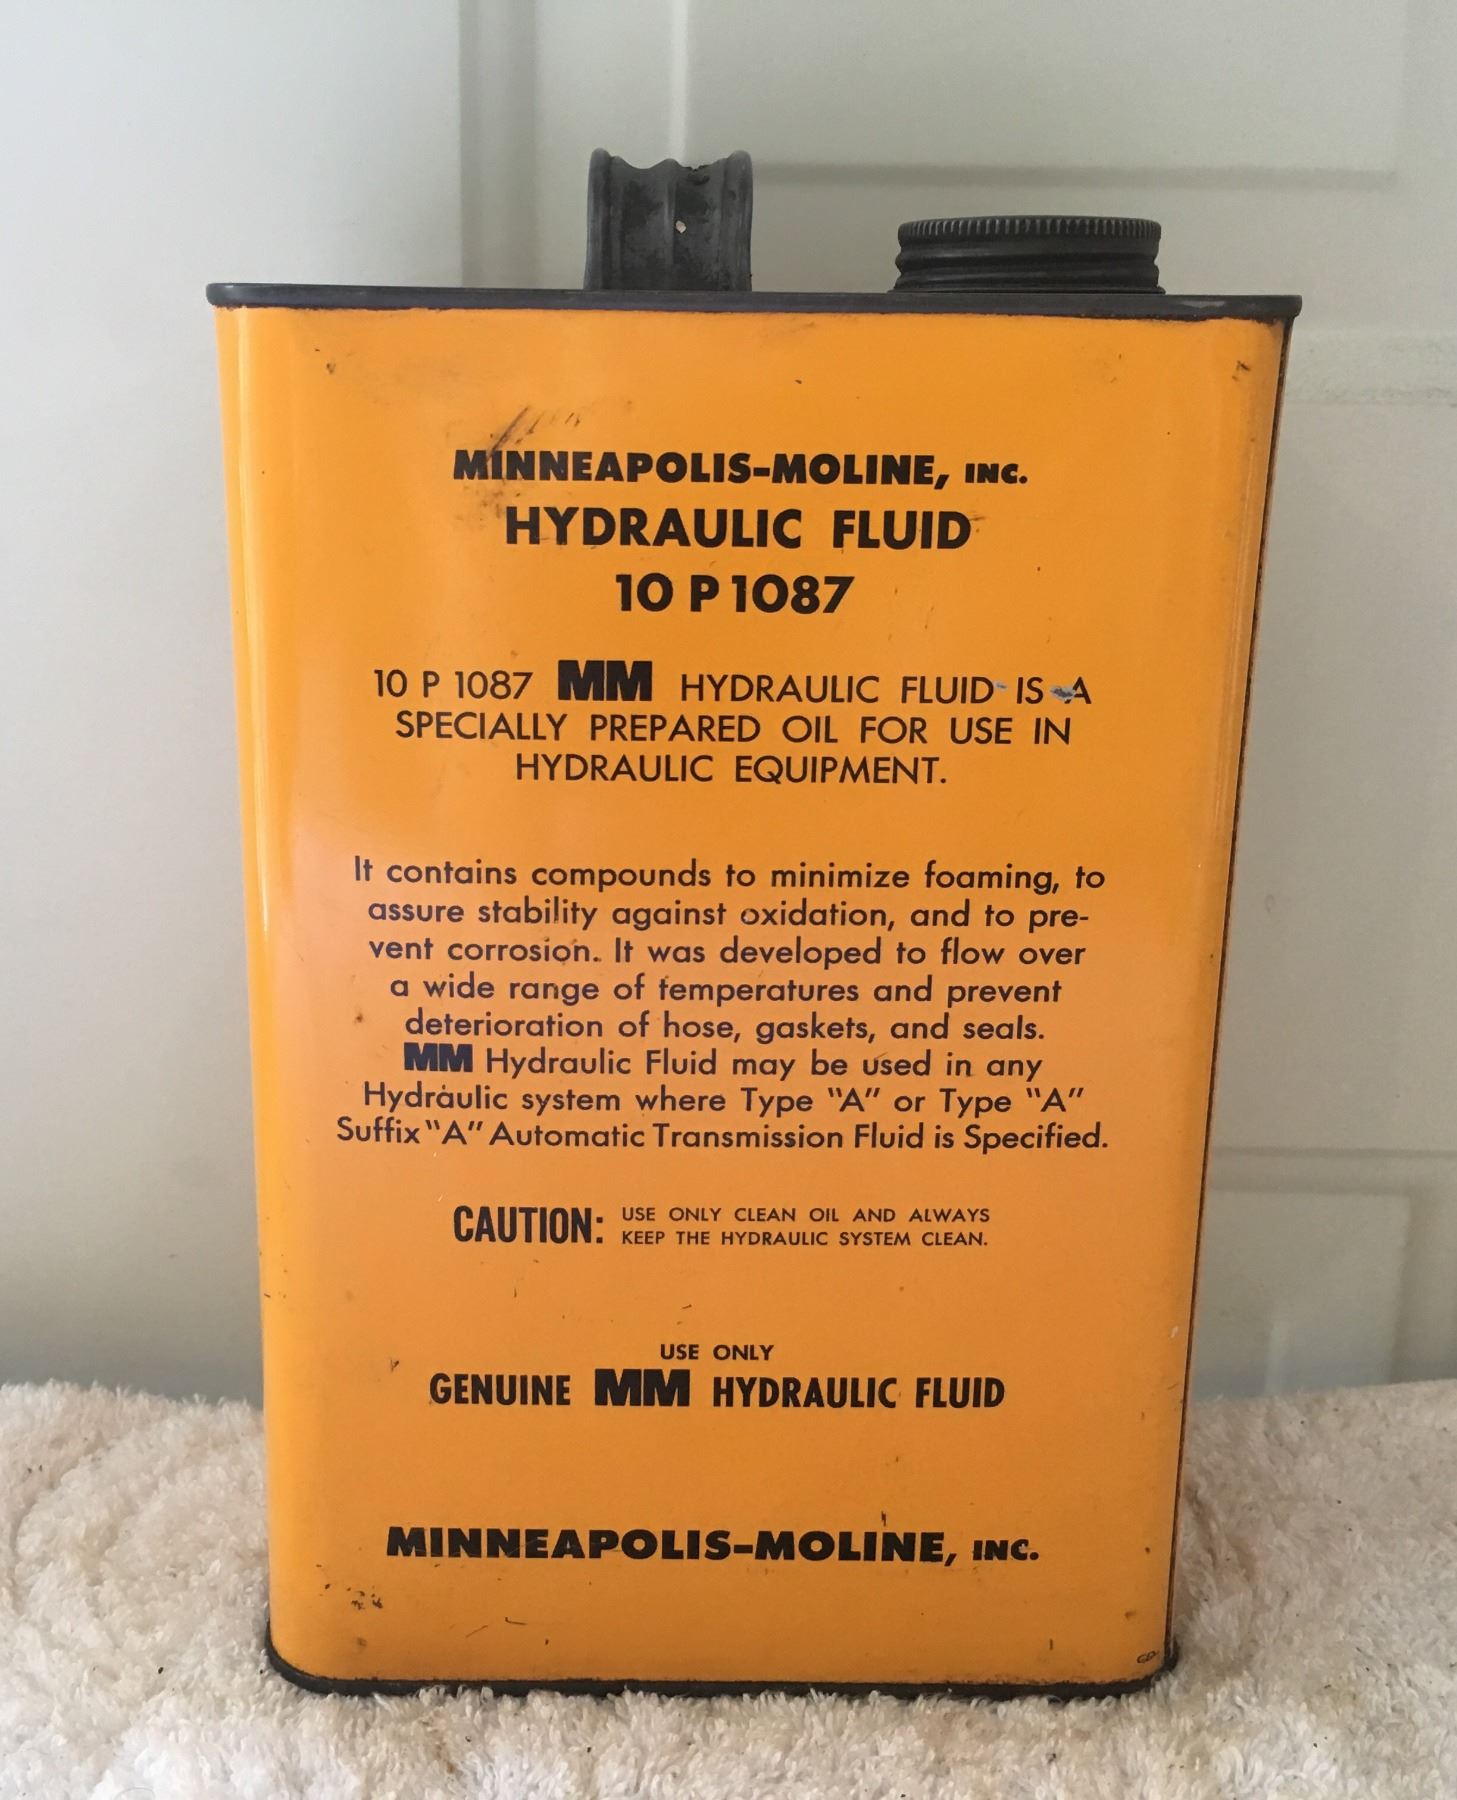 MINNEAPOLIS-MOLINE, INC.
HYDRAULIC FLUID
10 P 1087
10 P 1087 MM HYDRAULIC FLUID IS A
SPECIALLY PREPARED OIL FOR USE IN
HYDRAULIC EQUIPMENT.
It contains compounds to minimize foaming, to
assure stability against oxidation, and to pre-
vent corrosion. It was developed to flow over
a wide range of temperatures and prevent
deterioration of hose, gaskets, and seals.
MM Hydraulic Fluid may be used in any
Hydraulic system where Type "A" or Type "A"
Suffix "A" Automatic Transmission Fluid is Specified.
CAUTION: USE ONLY CLEAN OIL AND ALWAYS
KEEP THE HYDRAULIC SYSTEM CLEAN.
USE ONLY
GENUINE MM HYDRAULIC FLUID
MINNEAPOLIS-MOLINE, INC.